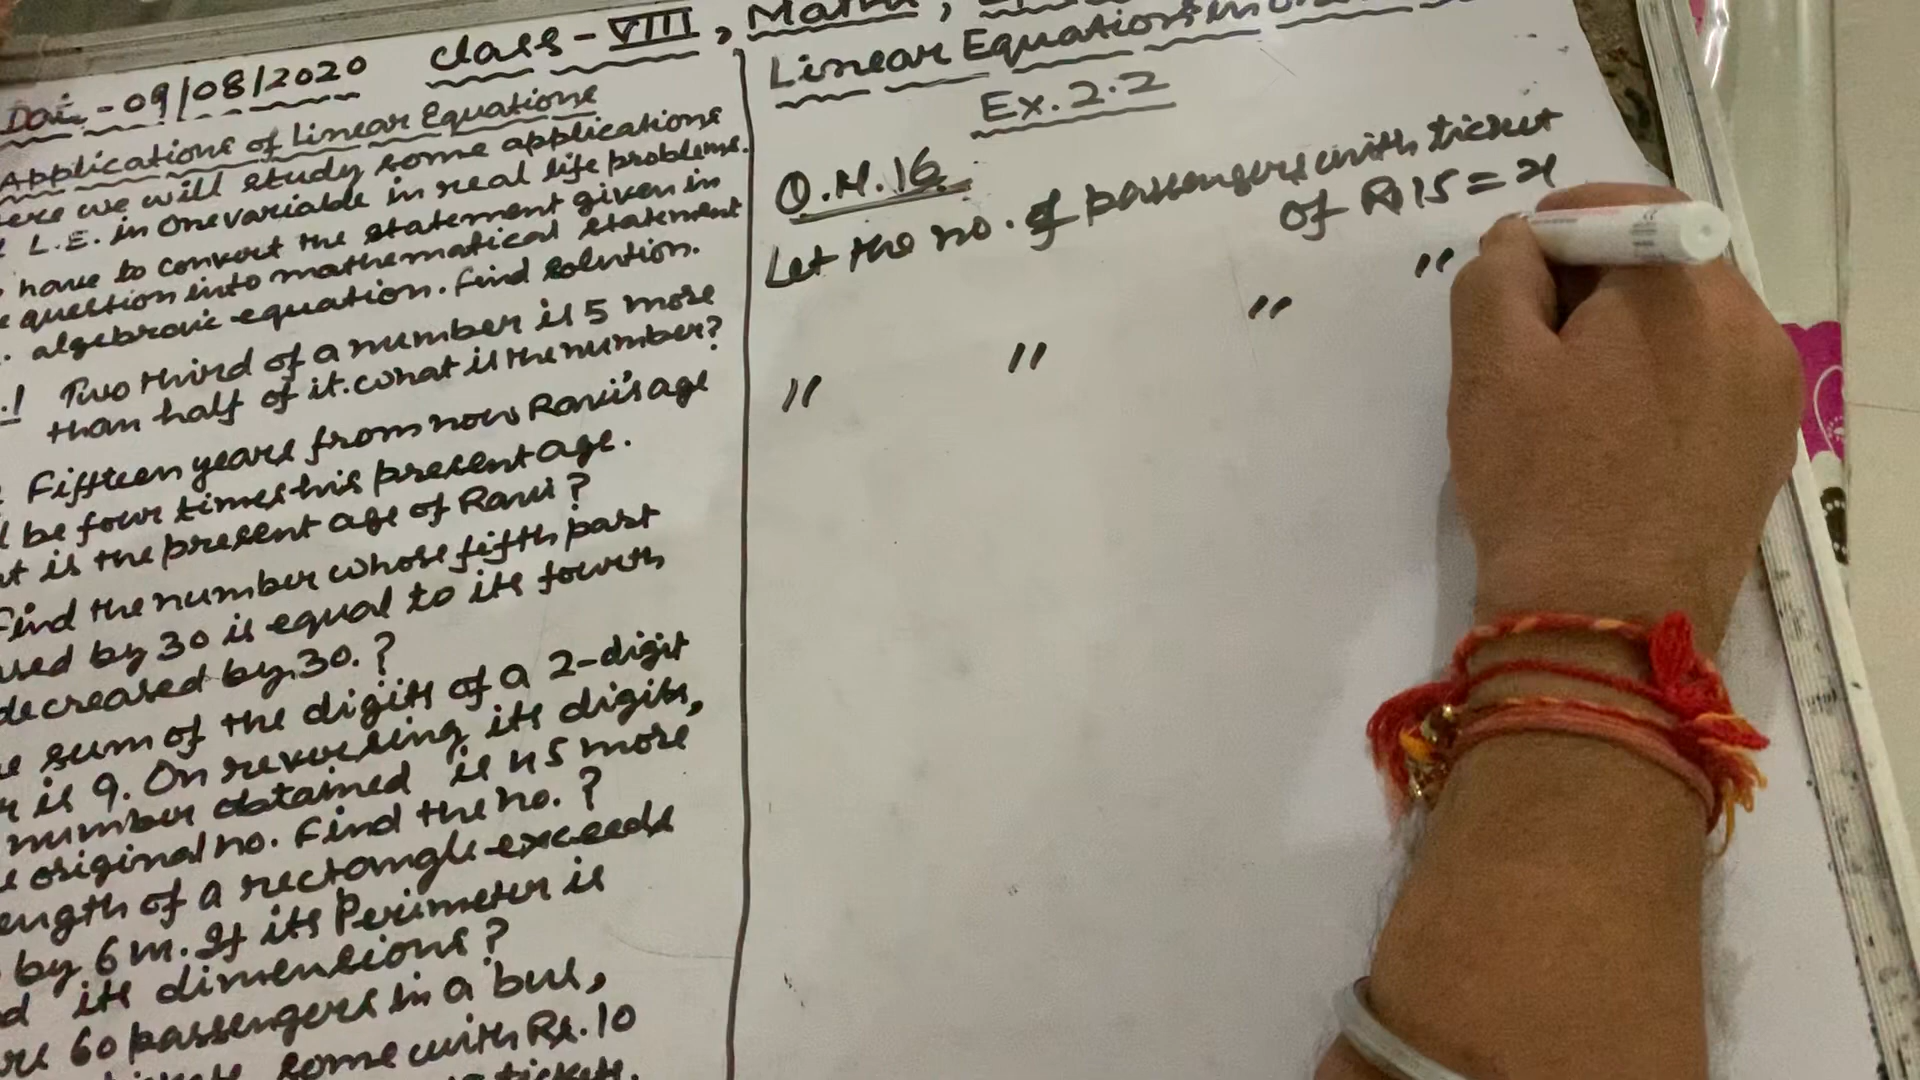 class-VIII, Math,
-09/08/2020
Applications of Linear Equations
we will study some applications
L.E. in one variable in real life problems.
have to convert the statement given in
question into mathematical statement
algebraic equation. Find solution.
.1 Two third of a number is 5 more
than half of it. what is the number?
Fifteen years from now Ravi's age
be four times his present age.
is the present age of Ravi?
Find the number whose fifth part
by 30 is equal to its fourth
decreased by 30.?
sum of the digits of a 2-digit
is 9. On reversing its digits,
number obtained is 45 more
original no. Find the no.?
of a rectangle exceeds
by 6m. If its Perimeter is
its dimensions?
60 passengers in a bus,
some with Rs. 10
tickets.
Linear Equations in
Ex. 2.2
Q.N.16.
Let the no. of passengers with ticket
of Rs 15 = x
" " " "